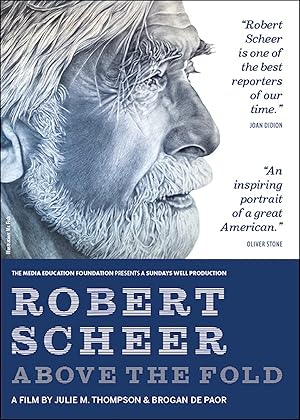 “Robert
Scheer
is one of
the best
reporters
of our
time.”
JOAN DIDION
“An
inspiring
portrait
of a great
American.”
OLIVER STONE
THE MEDIA EDUCATION FOUNDATION PRESENTS A SUNDAYS WELL PRODUCTION
ROBERT
SCHEER
ABOVE THE FOLD
A FILM BY JULIE M. THOMPSON & BROGAN DE PAOR